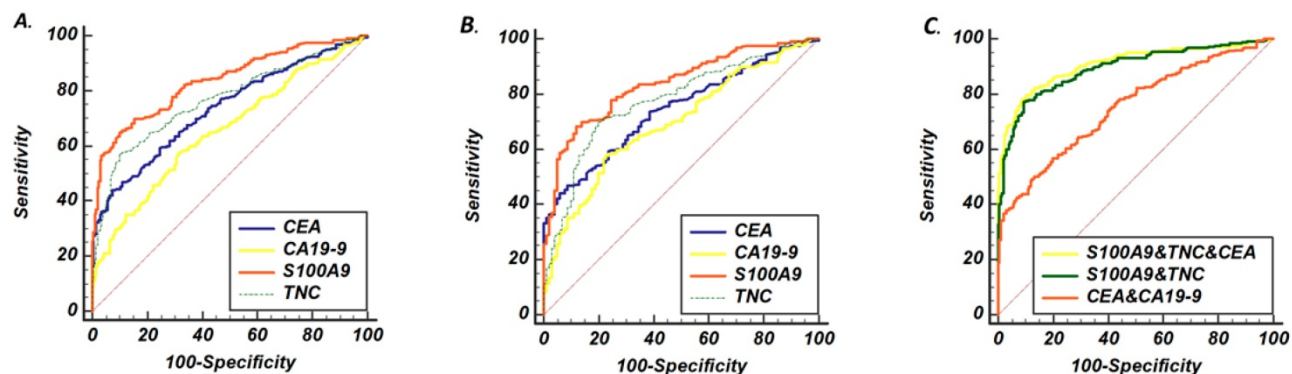 A.
Sensitivity
100
80
60
40
20
0
CEA
CA19-9
S100A9
TNC
0 20 40 60 80 100
100-Specificity
B.
Sensitivity
100
80
60
40
20
0
CEA
CA19-9
S100A9
TNC
0 20 40 60 80 100
100-Specificity
C.
Sensitivity
100
80
60
40
20
0
S100A9&TNC&CEA
S100A9&TNC
CEA&CA19-9
0 20 40 60 80 100
100-Specificity